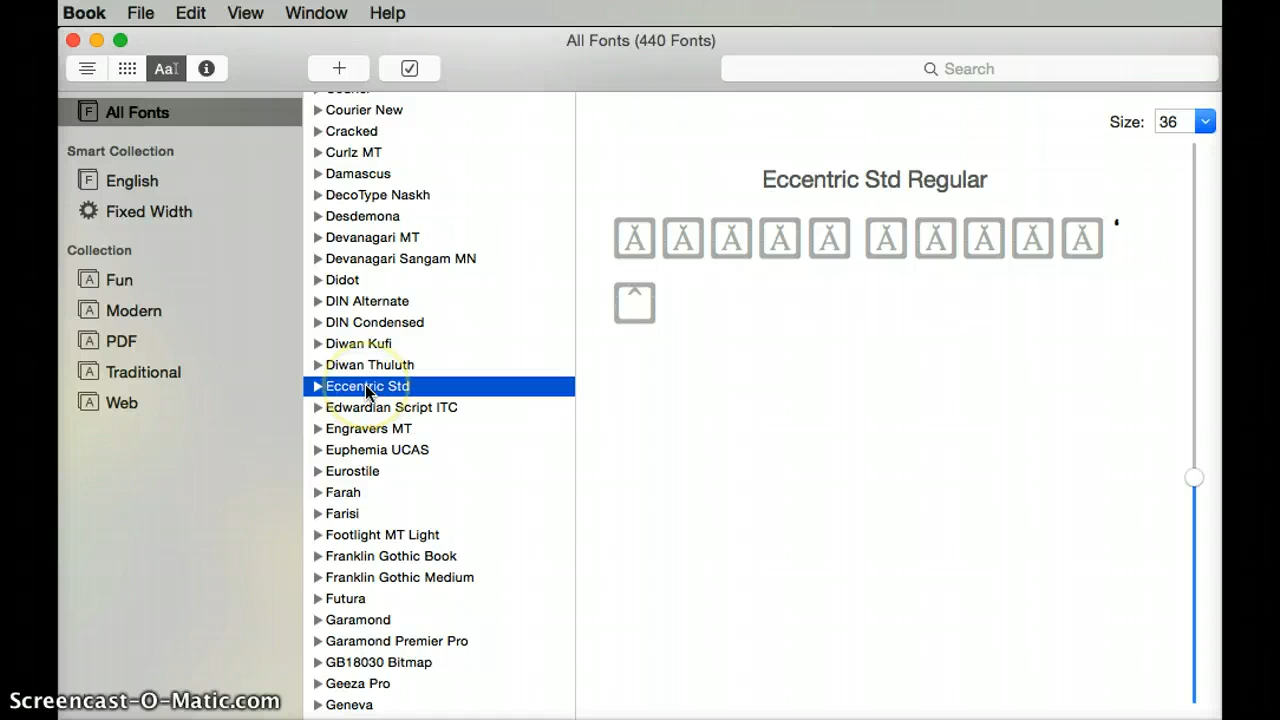 Book File Edit View Window Help
All Fonts (440 Fonts)
Search
All Fonts
Smart Collection
English
Fixed Width
Collection
Fun
Modern
PDF
Traditional
Web
Courier New
Cracked
Curlz MT
Damascus
DecoType Naskh
Desdemona
Devanagari MT
Devanagari Sangam MN
Didot
DIN Alternate
DIN Condensed
Diwan Kufi
Diwan Thuluth
Eccentric Std
Edwardian Script ITC
Engravers MT
Euphemia UCAS
Eurostile
Farah
Farisi
Footlight MT Light
Franklin Gothic Book
Franklin Gothic Medium
Futura
Garamond
Garamond Premier Pro
GB18030 Bitmap
Geeza Pro
Geneva
Size: 36
Eccentric Std Regular
Screencast-O-Matic.com